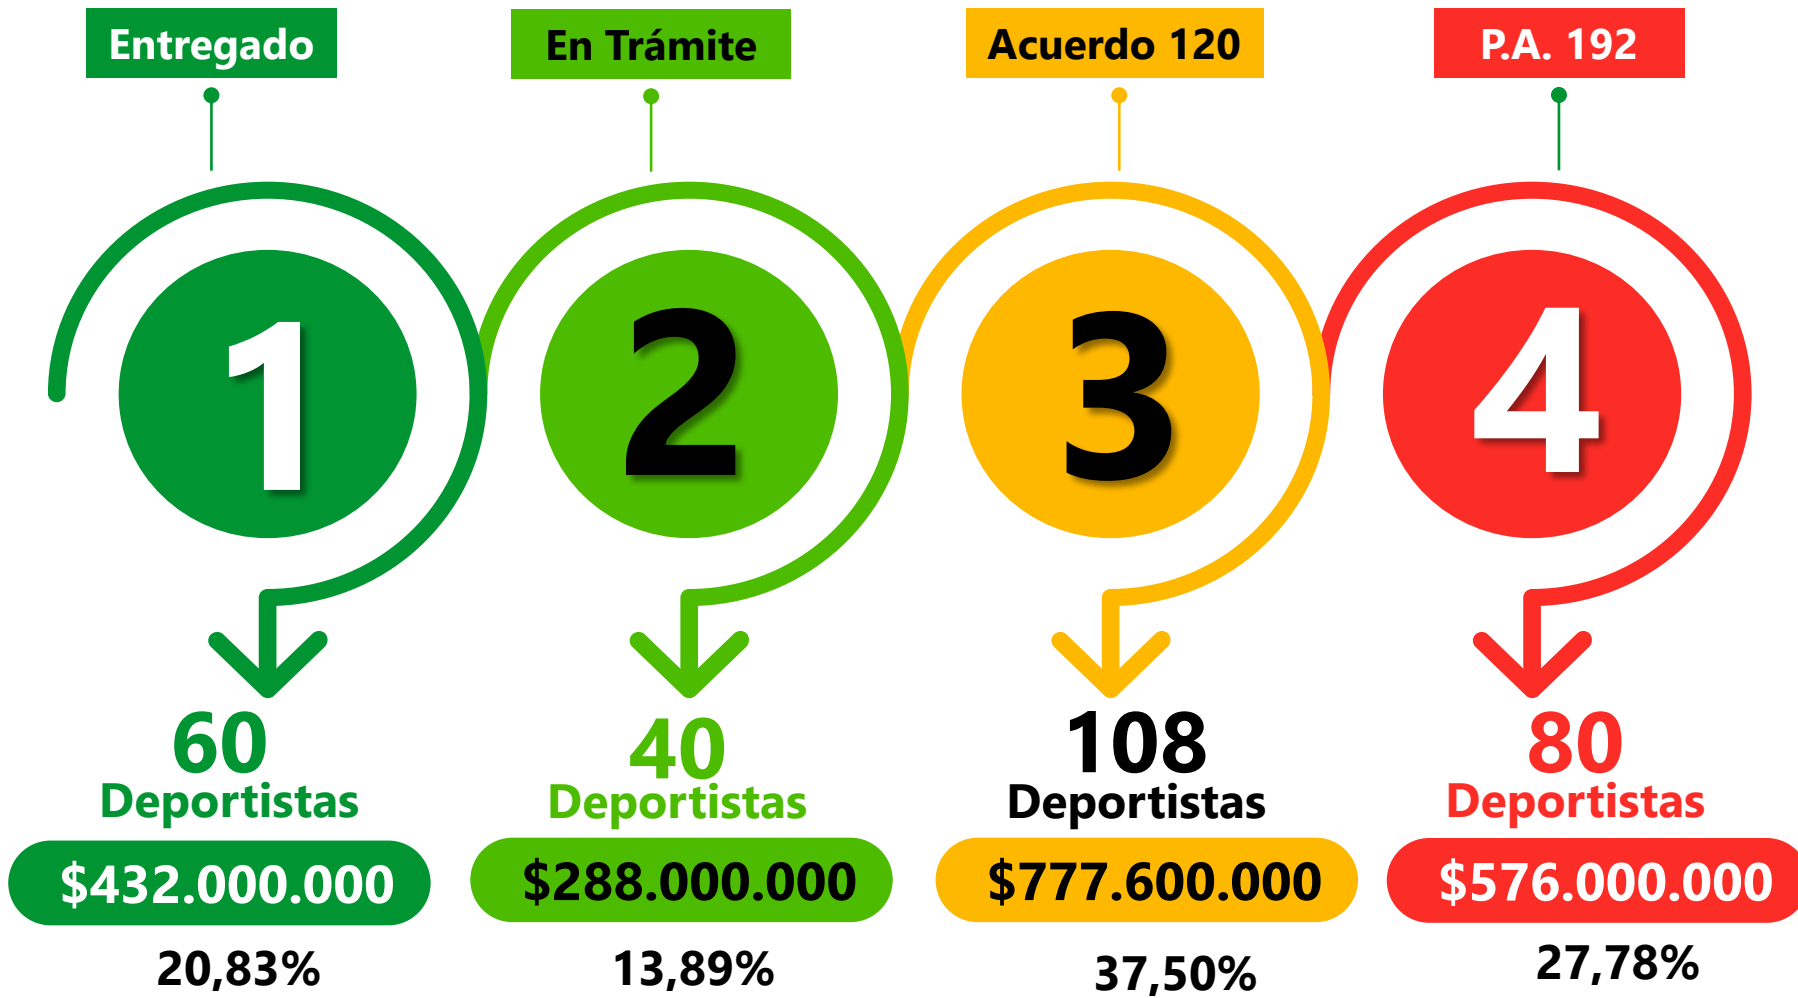 Entregado
En Trámite
Acuerdo 120
P.A. 192
1
2
3
4
60
Deportistas
40
Deportistas
108
Deportistas
80
Deportistas
$432.000.000
$288.000.000
$777.600.000
$576.000.000
20,83%
13,89%
37,50%
27,78%